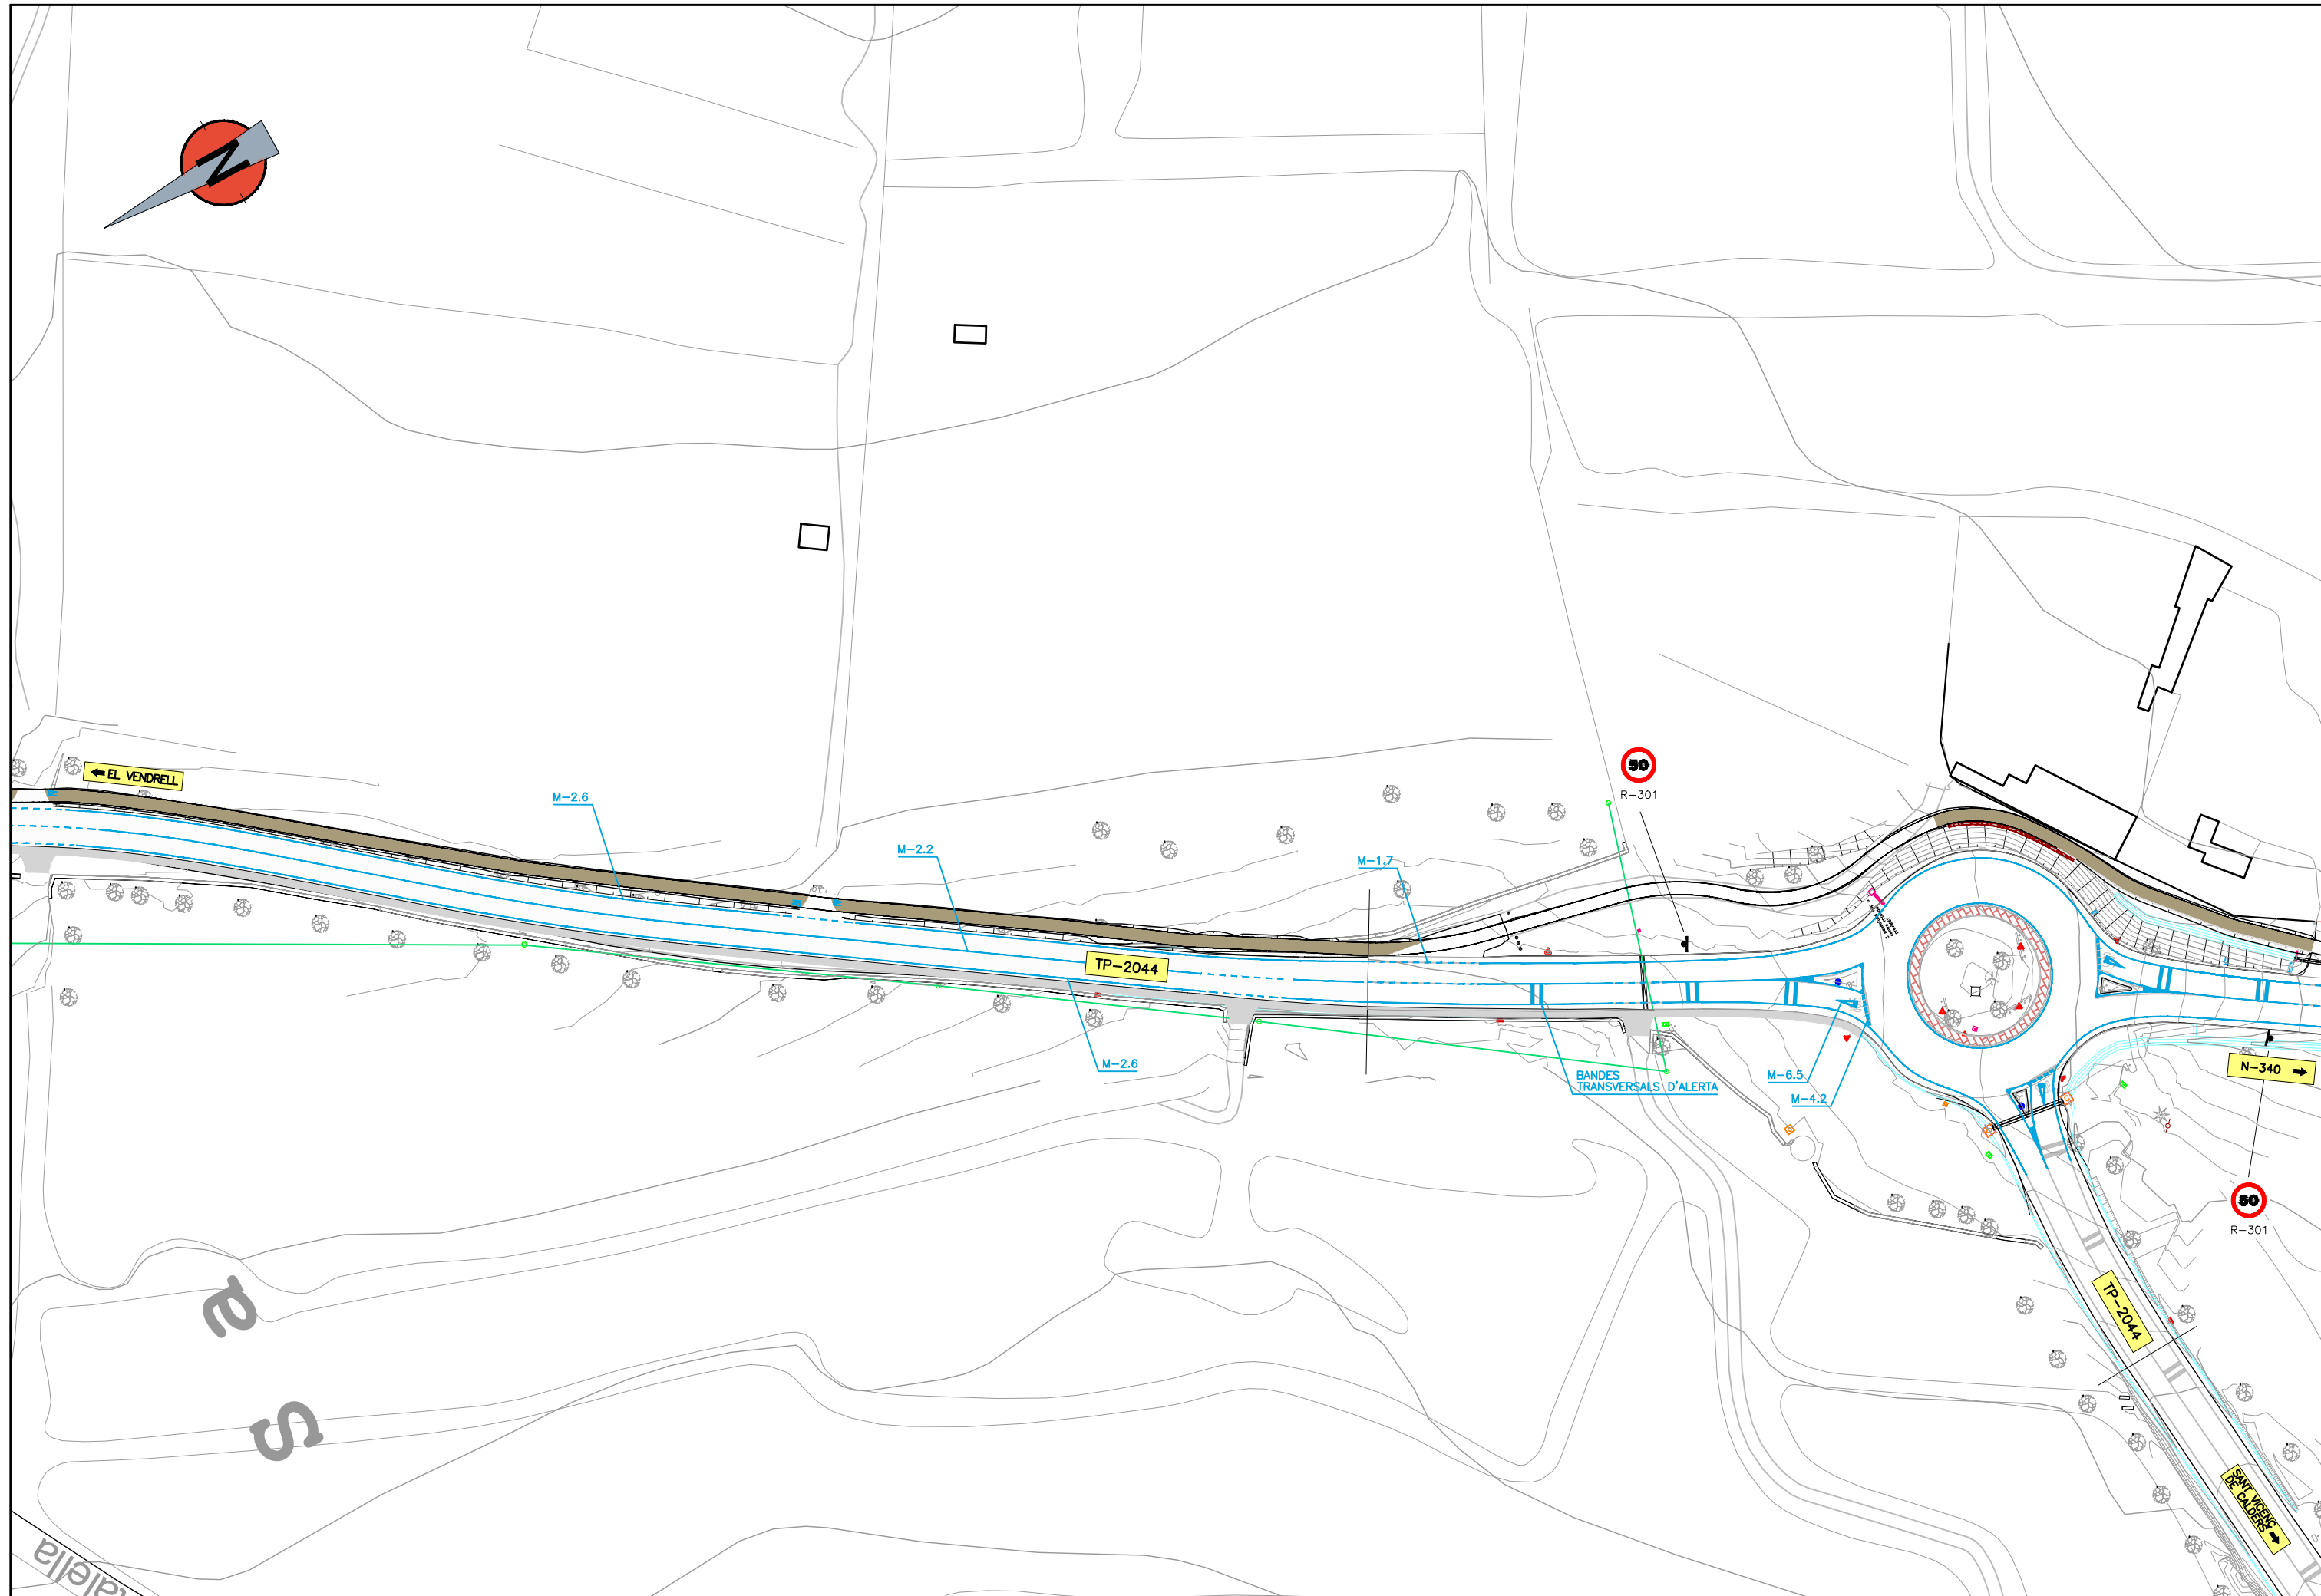 N
EL VENDRELL
M-2.6
M-2.2
M-1.7
50
R-301
TP-2044
M-2.6
BANDES
TRANSVERSALS D'ALERTA
M-6.5
M-4.2
N-340
50
R-301
TP-2044
SANT VICENÇ
DE CALDERS
a
S
talella